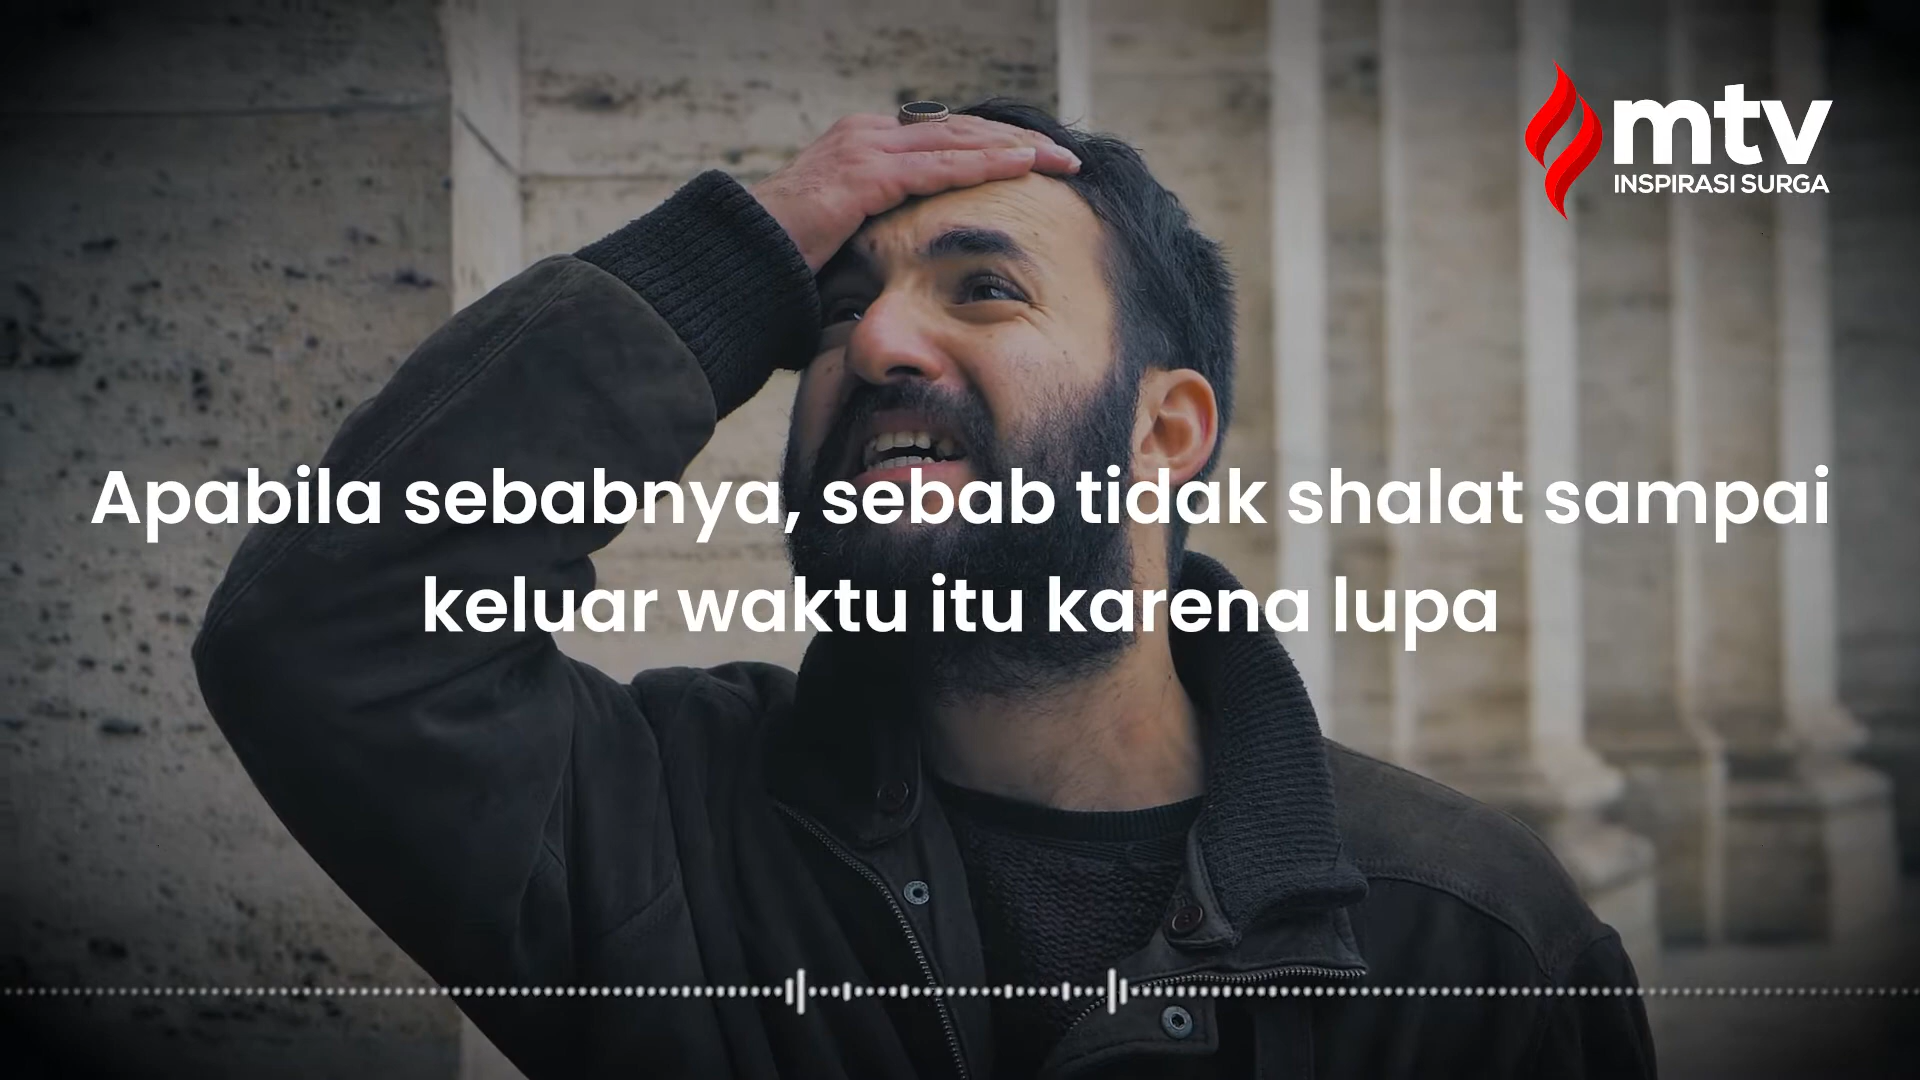 mtv
INSPIRASI SURGA
Apabila sebabnya, sebab tidak shalat sampai
keluar waktu itu karena lupa